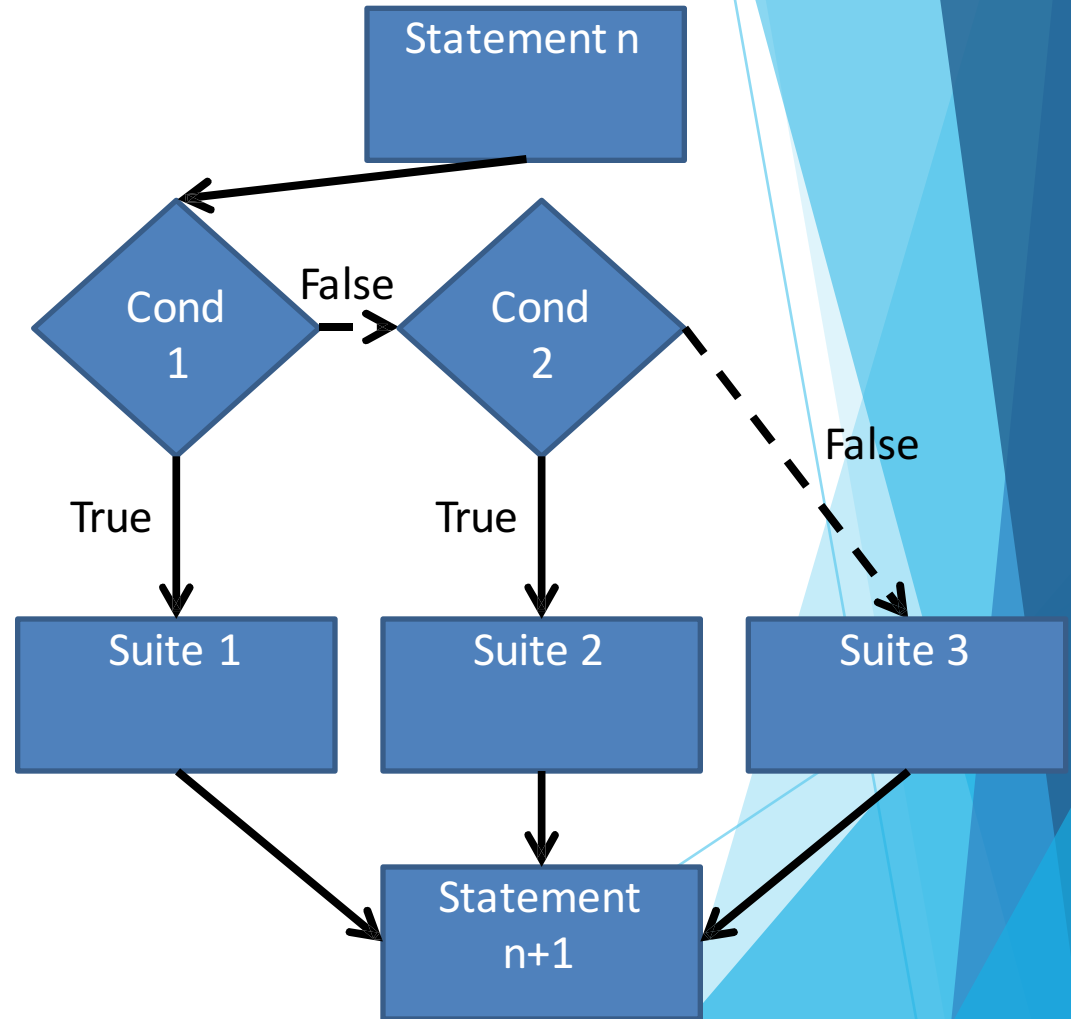 Statement n
False
Cond
1
Cond
2
False
True
True
Suite 1
Suite 2
Suite 3
Statement
n+1